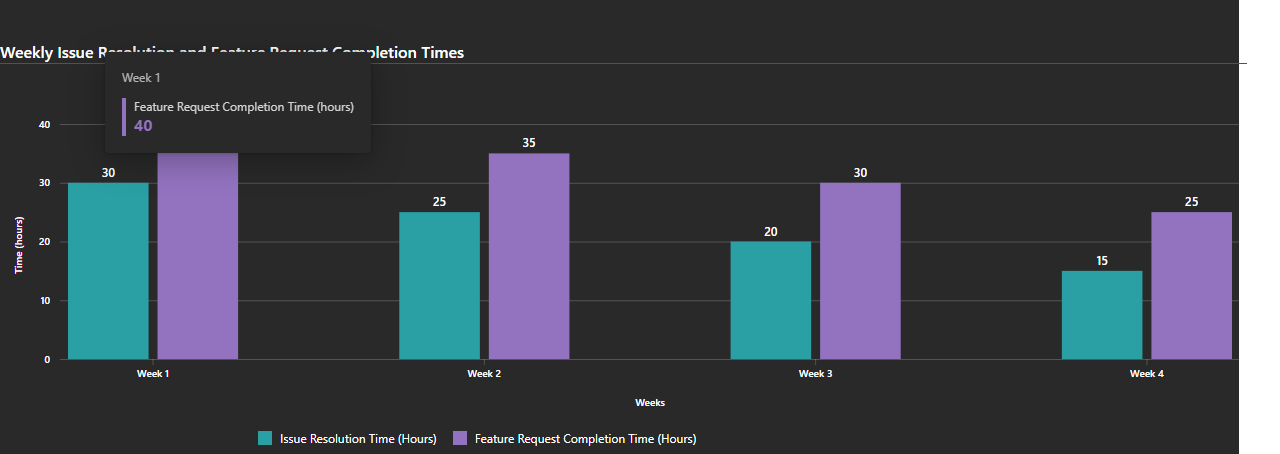 Weekly Issue Resolution and Feature Request Completion Times
Week 1
Feature Request Completion Time (hours)
40
40
30
20
10
0
Time (hours)
30
25
35
20
30
15
25
Week 1
Week 2
Week 3
Week 4
Weeks
Issue Resolution Time (Hours)
Feature Request Completion Time (Hours)